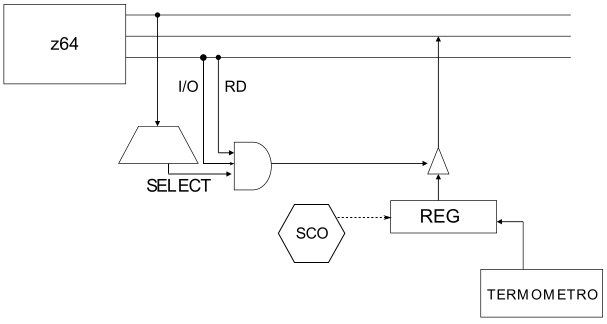 z64
I/O
RD
SELECT
REG
SCO
TERMOMETRO